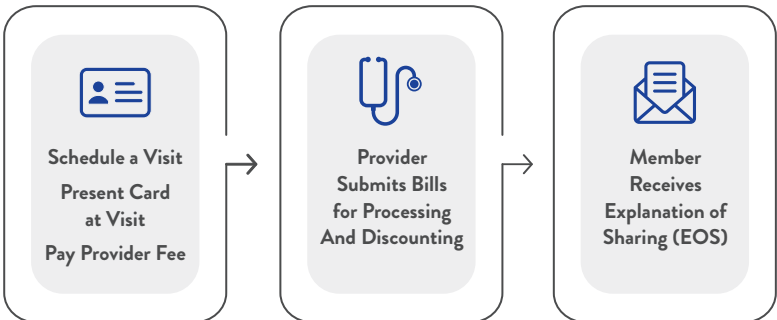 Schedule a Visit
Present Card
at Visit
Pay Provider Fee
Provider
Submits Bills
for Processing
And Discounting
Member
Receives
Explanation of
Sharing (EOS)